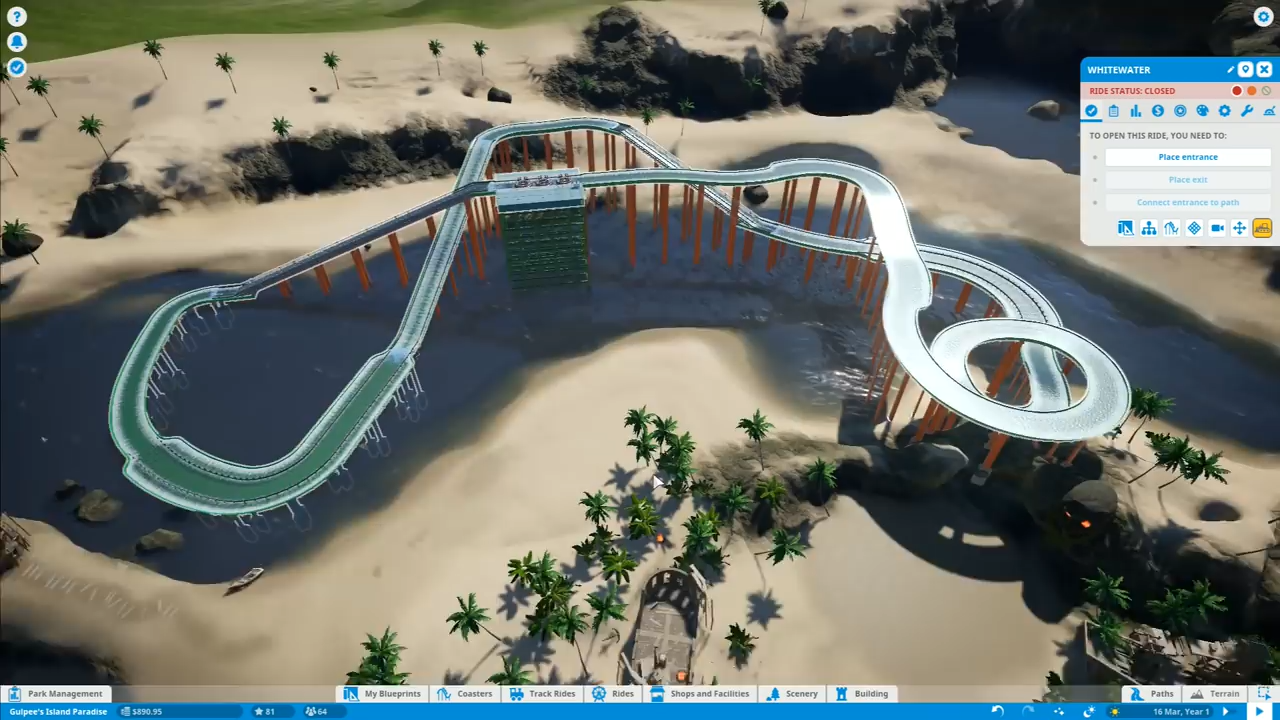 ?
WHITEWATER
RIDE STATUS: CLOSED
TO OPEN THIS RIDE, YOU NEED TO:
Place entrance
Place exit
Connect entrance to path
Park Management
My Blueprints
Coasters
Track Rides
Rides
Shops and Facilities
Scenery
Building
Paths
Terrain
Gulpee's Island Paradise
$890.95
81
64
16 Mar, Year 1